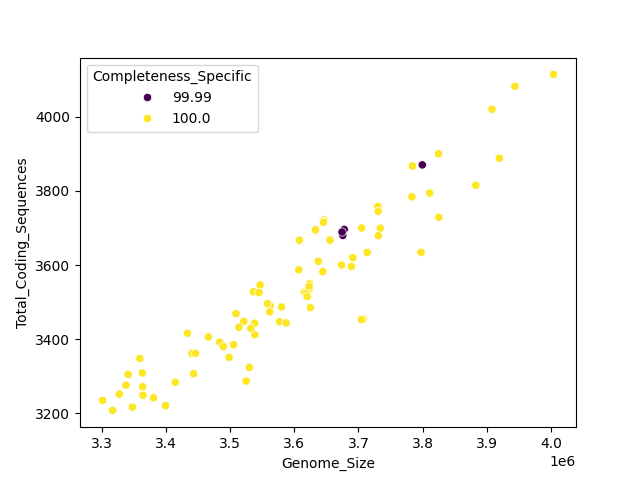 Completeness_Specific
99.99
100.0
4000
3800
3600
3400
3200
Total_Coding_Sequences
3.3 3.4 3.5 3.6 3.7 3.8 3.9 4.0
1e6
Genome_Size